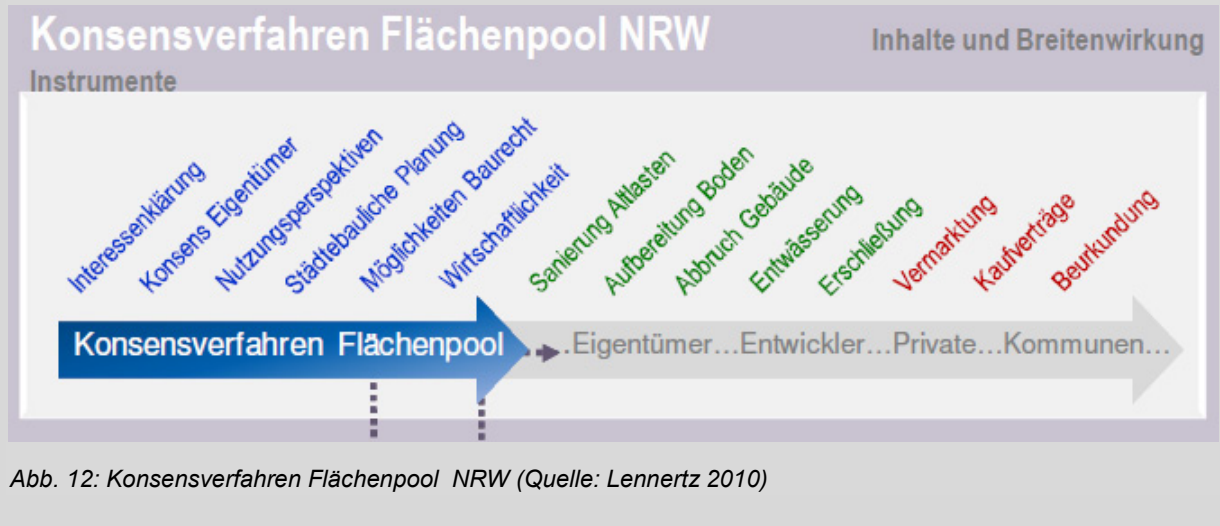 Konsensverfahren Flächenpool NRW
Inhalte und Breitenwirkung
Instrumente
Interessenklärung
Konsens Eigentümer
Nutzungsperspektiven
Städtebauliche Planung
Möglichkeiten Baurecht
Wirtschaftlichkeit
Sanierung Altlasten
Aufbereitung Boden
Abbruch Gebäude
Entwässerung
Erschließung
Vermarktung
Kaufverträge
Beurkundung
Konsensverfahren Flächenpool
...Eigentümer...Entwickler...Private...Kommunen...
Abb. 12: Konsensverfahren Flächenpool NRW (Quelle: Lennertz 2010)